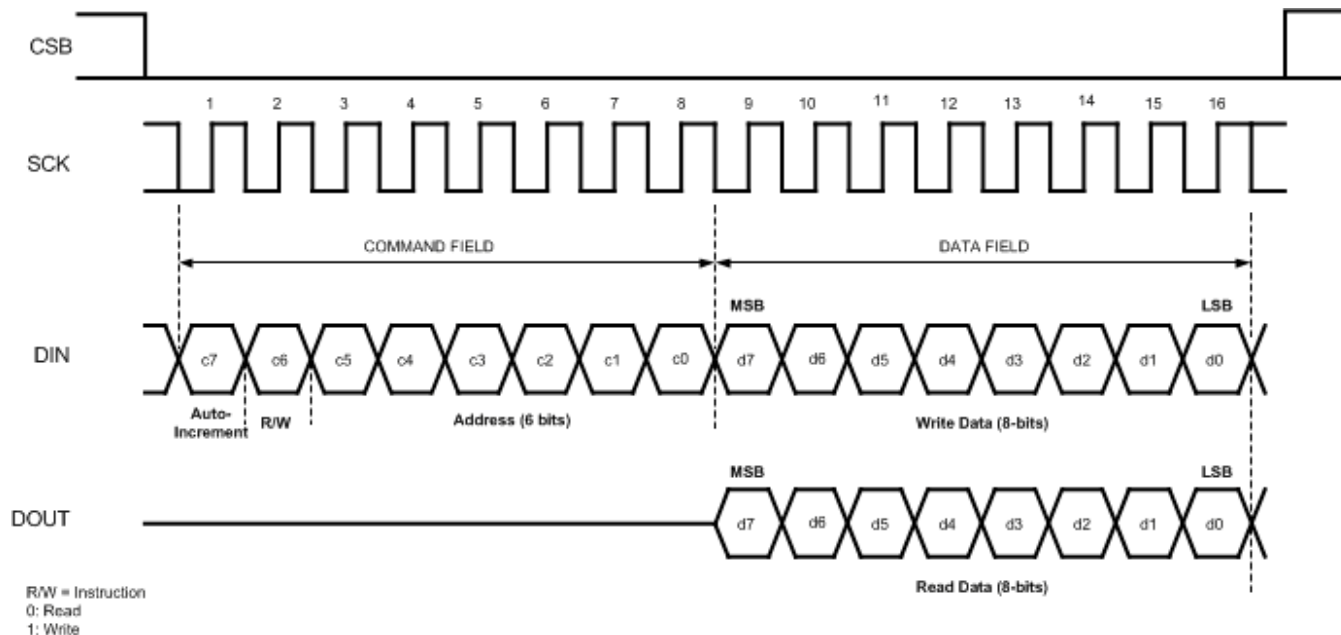 CSB
1 2 3 4 5 6 7 8 9 10 11 12 13 14 15 16
SCK
COMMAND FIELD DATA FIELD
MSB LSB
DIN c7 c6 c5 c4 c3 c2 c1 c0 d7 d6 d5 d4 d3 d2 d1 d0
Auto-
Increment R/W Address (6 bits) Write Data (8-bits)
MSB LSB
DOUT d7 d6 d5 d4 d3 d2 d1 d0
Read Data (8-bits)
R/W = Instruction
0: Read
1: Write